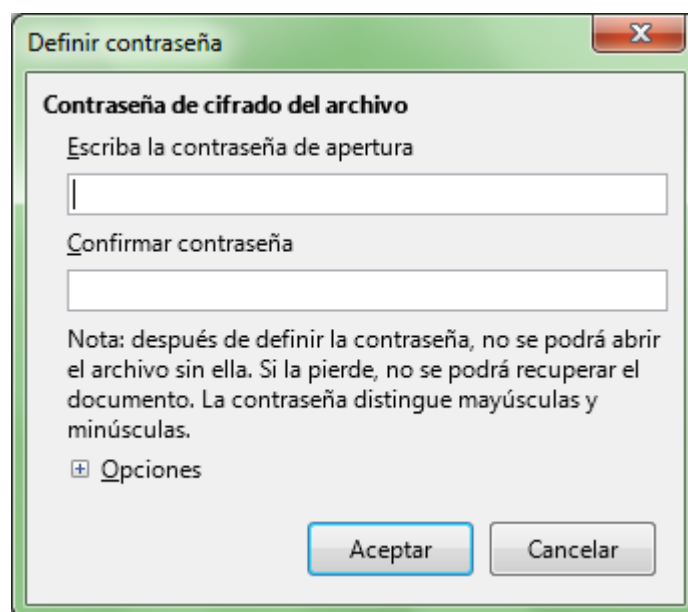 Definir contraseña
Contraseña de cifrado del archivo
Escriba la contraseña de apertura
Confirmar contraseña
Nota: después de definir la contraseña, no se podrá abrir
el archivo sin ella. Si la pierde, no se podrá recuperar el
documento. La contraseña distingue mayúsculas y
minúsculas.
Opciones
Aceptar
Cancelar